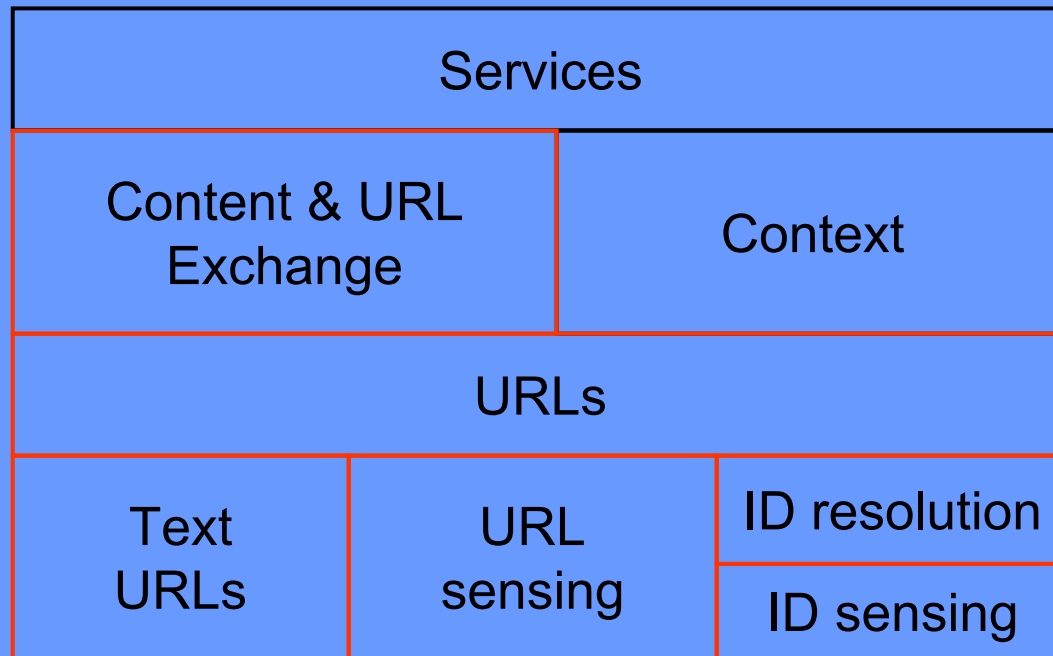 Services
Content & URL
Exchange
Context
URLs
Text
URLs
URL
sensing
ID resolution
ID sensing